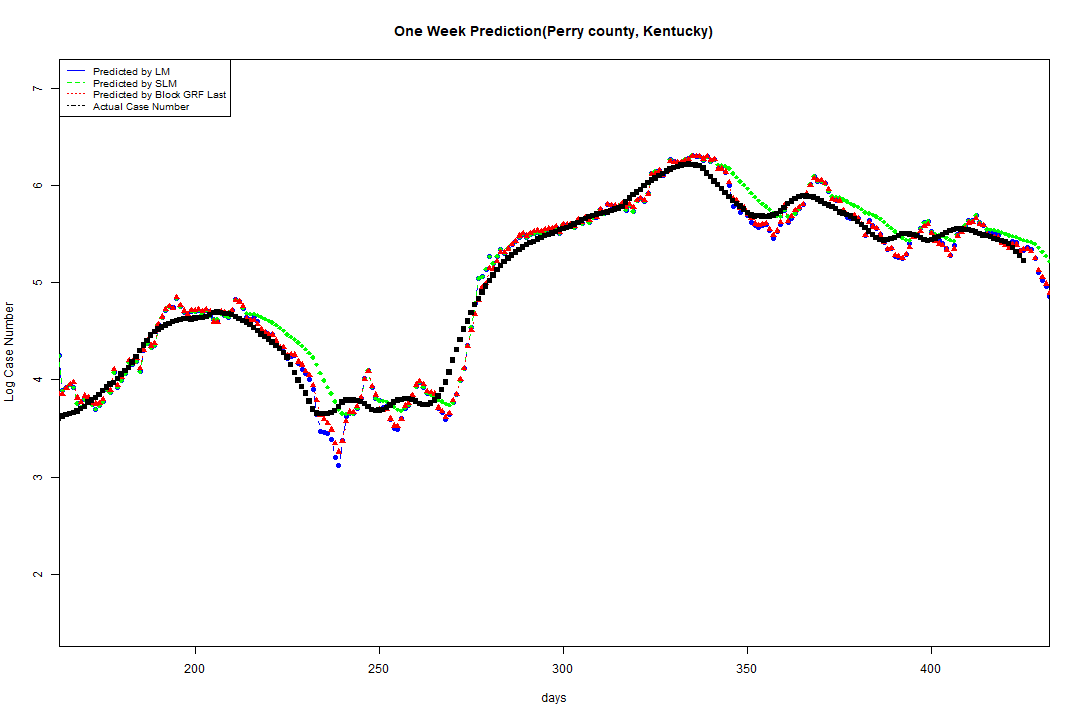 One Week Prediction(Perry county, Kentucky)
Predicted by LM
Predicted by SLM
Predicted by Block GRF Last
Actual Case Number
7
6
5
4
3
2
Log Case Number
200 250 300 350 400
days